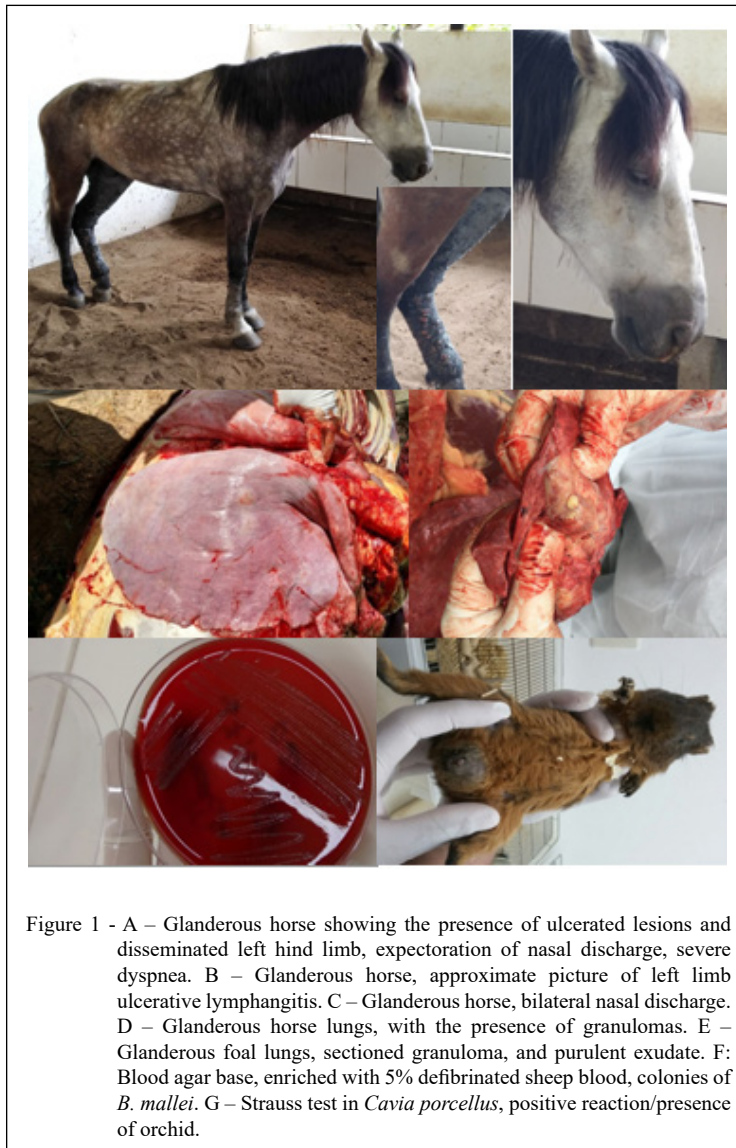 Figure 1 - A – Glanderous horse showing the presence of ulcerated lesions and
disseminated left hind limb, expectoration of nasal discharge, severe
dyspnea. B – Glanderous horse, approximate picture of left limb
ulcerative lymphangitis. C – Glanderous horse, bilateral nasal discharge.
D – Glanderous horse lungs, with the presence of granulomas. E –
Glanderous foal lungs, sectioned granuloma, and purulent exudate. F:
Blood agar base, enriched with 5% defibrinated sheep blood, colonies of
B. mallei. G – Strauss test in Cavia porcellus, positive reaction/presence
of orchid.